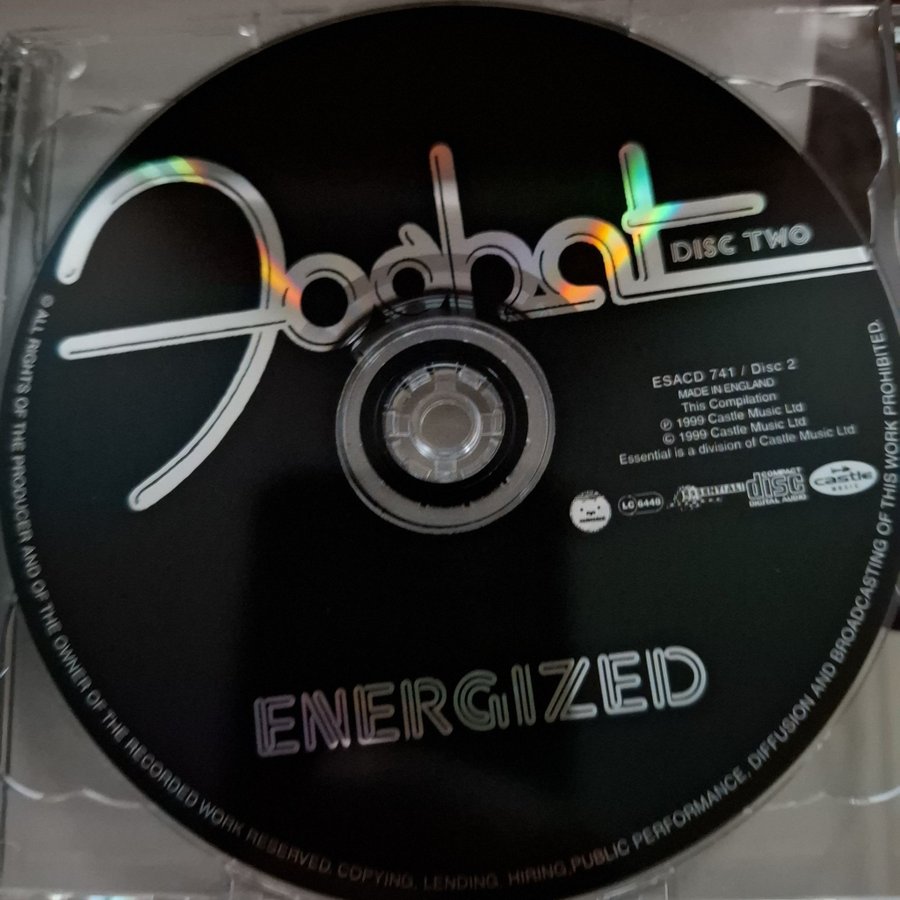 Foghat
DISC TWO
ESACD 741 / Disc 2
MADE IN ENGLAND
This Compilation
℗ 1999 Castle Music Ltd
© 1999 Castle Music Ltd
Essential is a division of Castle Music Ltd
LC 6448
ESSENTIAL!
COMPACT
disc
DIGITAL AUDIO
castle
MUSIC
ENERGIZED
© ALL RIGHTS OF THE PRODUCER AND OF THE OWNER OF THE RECORDED WORK RESERVED. COPYING, LENDING, HIRING,PUBLIC PERFORMANCE, DIFFUSION AND BROADCASTING OF THIS WORK PROHIBITED.